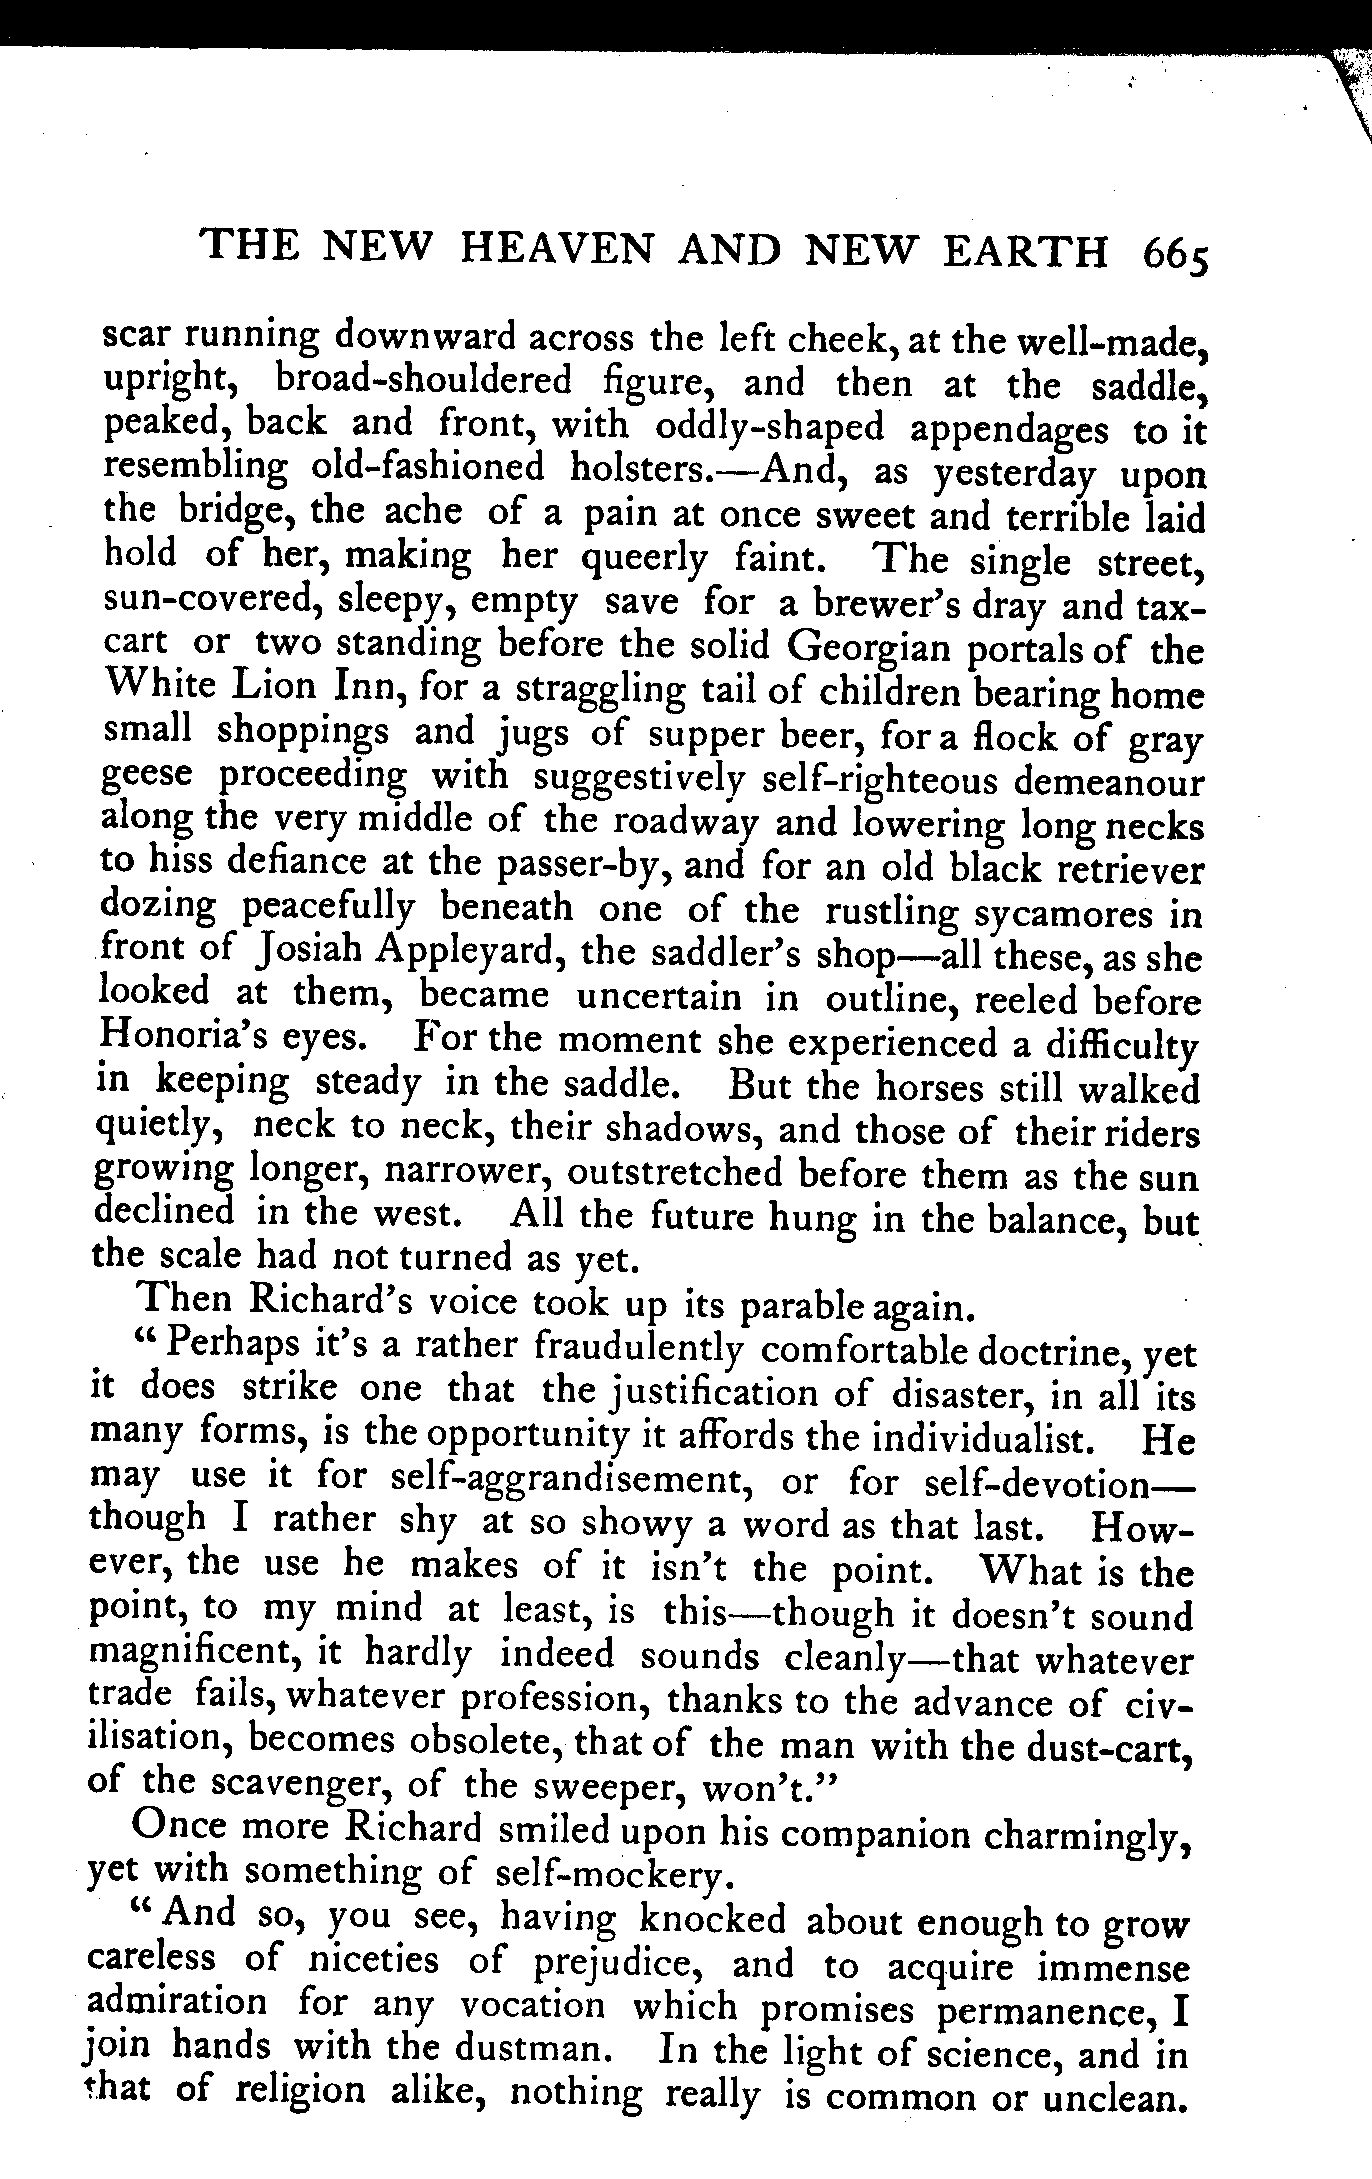 THE NEW HEAVEN AND NEW EARTH 665
scar running downward across the left cheek, at the well-made,
upright, broad-shouldered figure, and then at the saddle,
peaked, back and front, with oddly-shaped appendages to it
resembling old-fashioned holsters.—And, as yesterday upon
the bridge, the ache of a pain at once sweet and terrible laid
hold of her, making her queerly faint. The single street,
sun-covered, sleepy, empty save for a brewer's dray and tax-
cart or two standing before the solid Georgian portals of the
White Lion Inn, for a straggling tail of children bearing home
small shoppings and jugs of supper beer, for a flock of gray
geese proceeding with suggestively self-righteous demeanour
along the very middle of the roadway and lowering long necks
to hiss defiance at the passer-by, and for an old black retriever
dozing peacefully beneath one of the rustling sycamores in
front of Josiah Appleyard, the saddler's shop—all these, as she
looked at them, became uncertain in outline, reeled before
Honoria's eyes. For the moment she experienced a difficulty
in keeping steady in the saddle. But the horses still walked
quietly, neck to neck, their shadows, and those of their riders
growing longer, narrower, outstretched before them as the sun
declined in the west. All the future hung in the balance, but
the scale had not turned as yet.
Then Richard's voice took up its parable again.
"Perhaps it's a rather fraudulently comfortable doctrine, yet
it does strike one that the justification of disaster, in all its
many forms, is the opportunity it affords the individualist. He
may use it for self-aggrandisement, or for self-devotion—
though I rather shy at so showy a word as that last. How-
ever, the use he makes of it isn't the point. What is the
point, to my mind at least, is this—though it doesn't sound
magnificent, it hardly indeed sounds cleanly—that whatever
trade fails, whatever profession, thanks to the advance of civ-
ilisation, becomes obsolete, that of the man with the dust-cart,
of the scavenger, of the sweeper, won't."
Once more Richard smiled upon his companion charmingly,
yet with something of self-mockery.
"And so, you see, having knocked about enough to grow
careless of niceties of prejudice, and to acquire immense
admiration for any vocation which promises permanence, I
join hands with the dustman. In the light of science, and in
that of religion alike, nothing really is common or unclean.